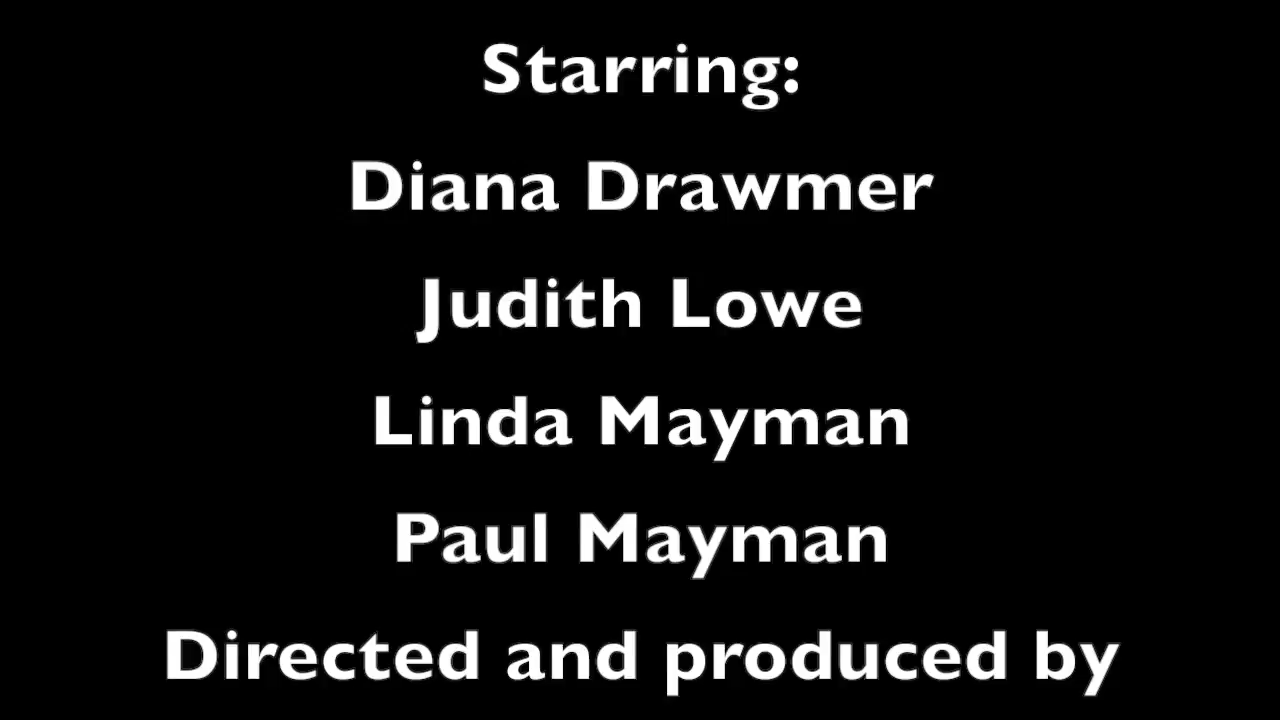 Starring:
Diana Drawmer
Judith Lowe
Linda Mayman
Paul Mayman
Directed and produced by